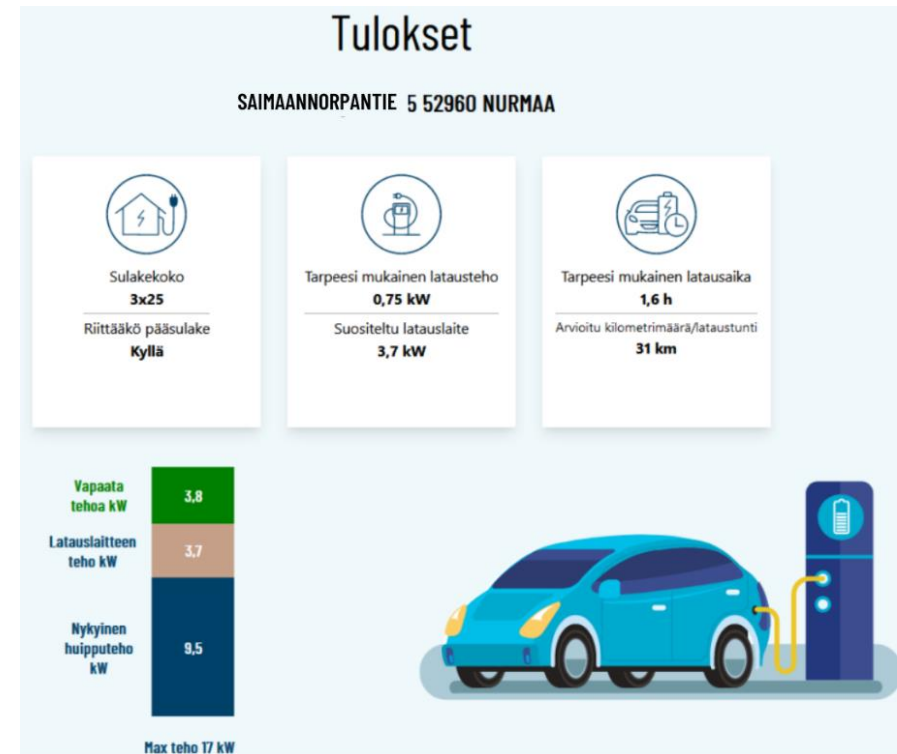 Tulokset
SAIMAANNORPANTIE 5 52960 NURMAA
Sulakekoko
3x25
Riittääkö pääsulake
Kyllä
Tarpeesi mukainen latausteho
0,75 kW
Suositeltu latauslaite
3,7 kW
Tarpeesi mukainen latausaika
1,6 h
Arvioitu kilometrimäärä/lataustunti
31 km
Vapaata
tehoa kW
3,8
Latauslaitteen
teho kW
3,7
Nykyinen
huipputeho
kW
9,5
Max teho 17 kW